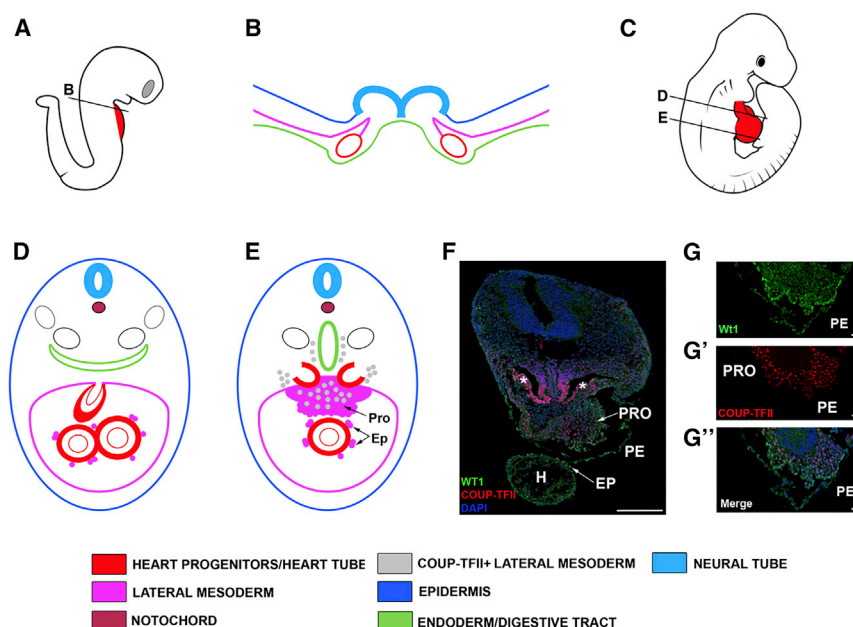 A
B
C
B
D
E
D
E
F
G
Pro
Ep
PRO
PE
H
EP
WT1
COUP-TFII
DAPI
PE
Wt1
G'
PRO
COUP-TFII
PE
G''
PE
Merge
HEART PROGENITORS/HEART TUBE
COUP-TFII+ LATERAL MESODERM
NEURAL TUBE
LATERAL MESODERM
EPIDERMIS
NOTOCHORD
ENDODERM/DIGESTIVE TRACT